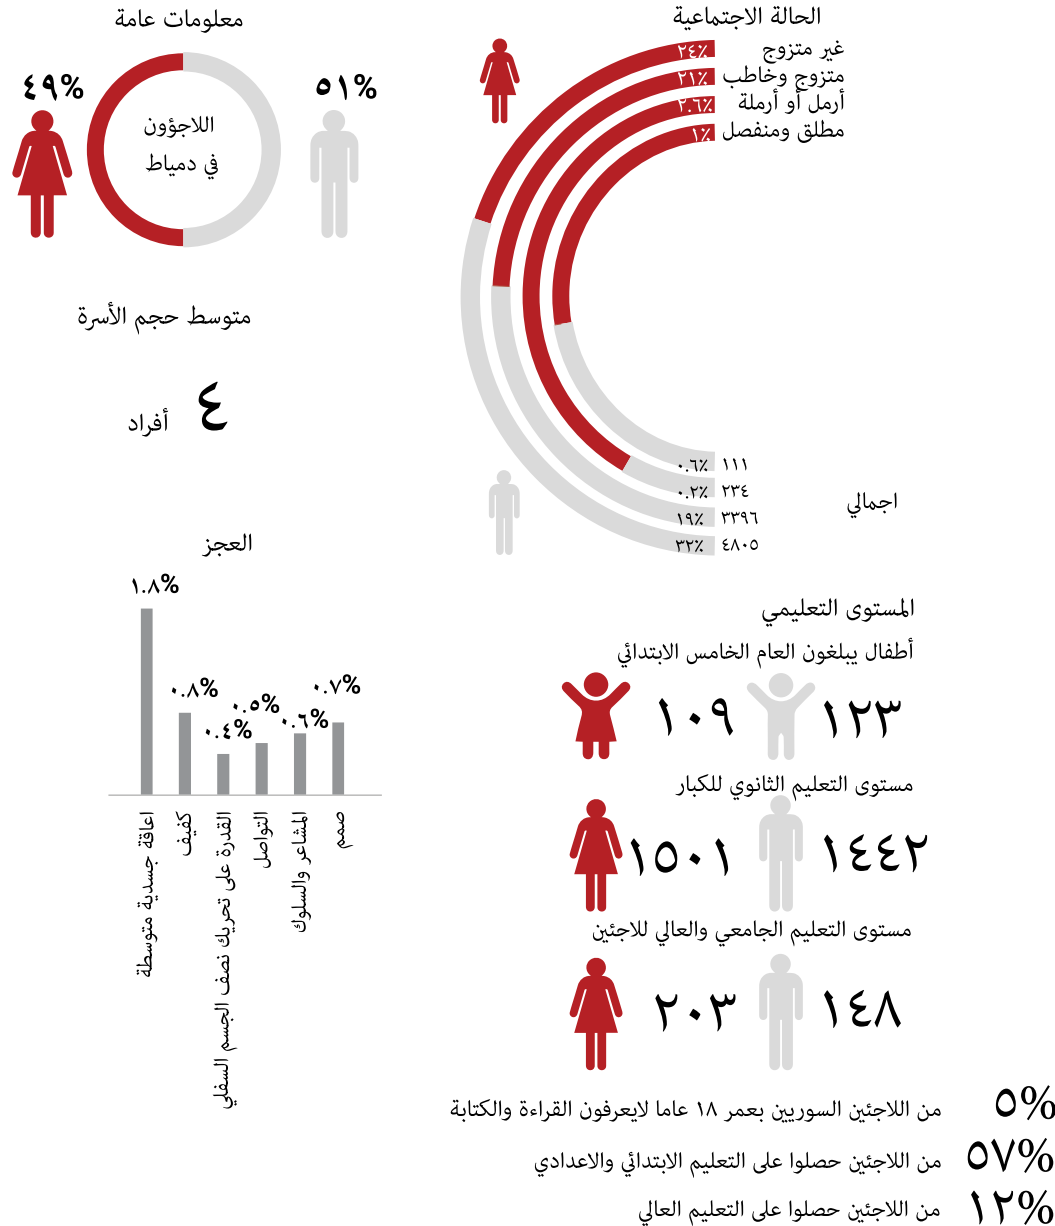 الحالة الاجتماعية
غير متزوج ٢٤٪
متزوج وخاطب ٢١٪
أرمل أو أرملة ٢.٦٪
مطلق ومنفصل ١٪
١١١ ٠.٦٪
٢٣٤ ٠.٢٪
٣٣٩٦ ١٩٪
٤٨٠٥ ٣٢٪
اجمالي
معلومات عامة
٥١%
٤٩%
اللاجؤون
في دمياط
متوسط حجم الأسرة
٤ أفراد
العجز
١.٨%
٠.٨%
٠.٤%
٠.٥%
٠.٦%
٠.٧%
اعاقة جسدية متوسطة
كفيف
القدرة على تحريك نصف الجسم السفلي
التواصل
المشاعر والسلوك
صمم
المستوى التعليمي
أطفال يبلغون العام الخامس الابتدائي
١٢٣ ١٠٩
مستوى التعليم الثانوي للكبار
١٤٤٢ ١٥٠١
مستوى التعليم الجامعي والعالي للاجئين
١٤٨ ٢٠٣
٥% من اللاجئين السوريين بعمر ١٨ عاما لايعرفون القراءة والكتابة
٥٧% من اللاجئين حصلوا على التعليم الابتدائي والاعدادي
١٢% من اللاجئين حصلوا على التعليم العالي